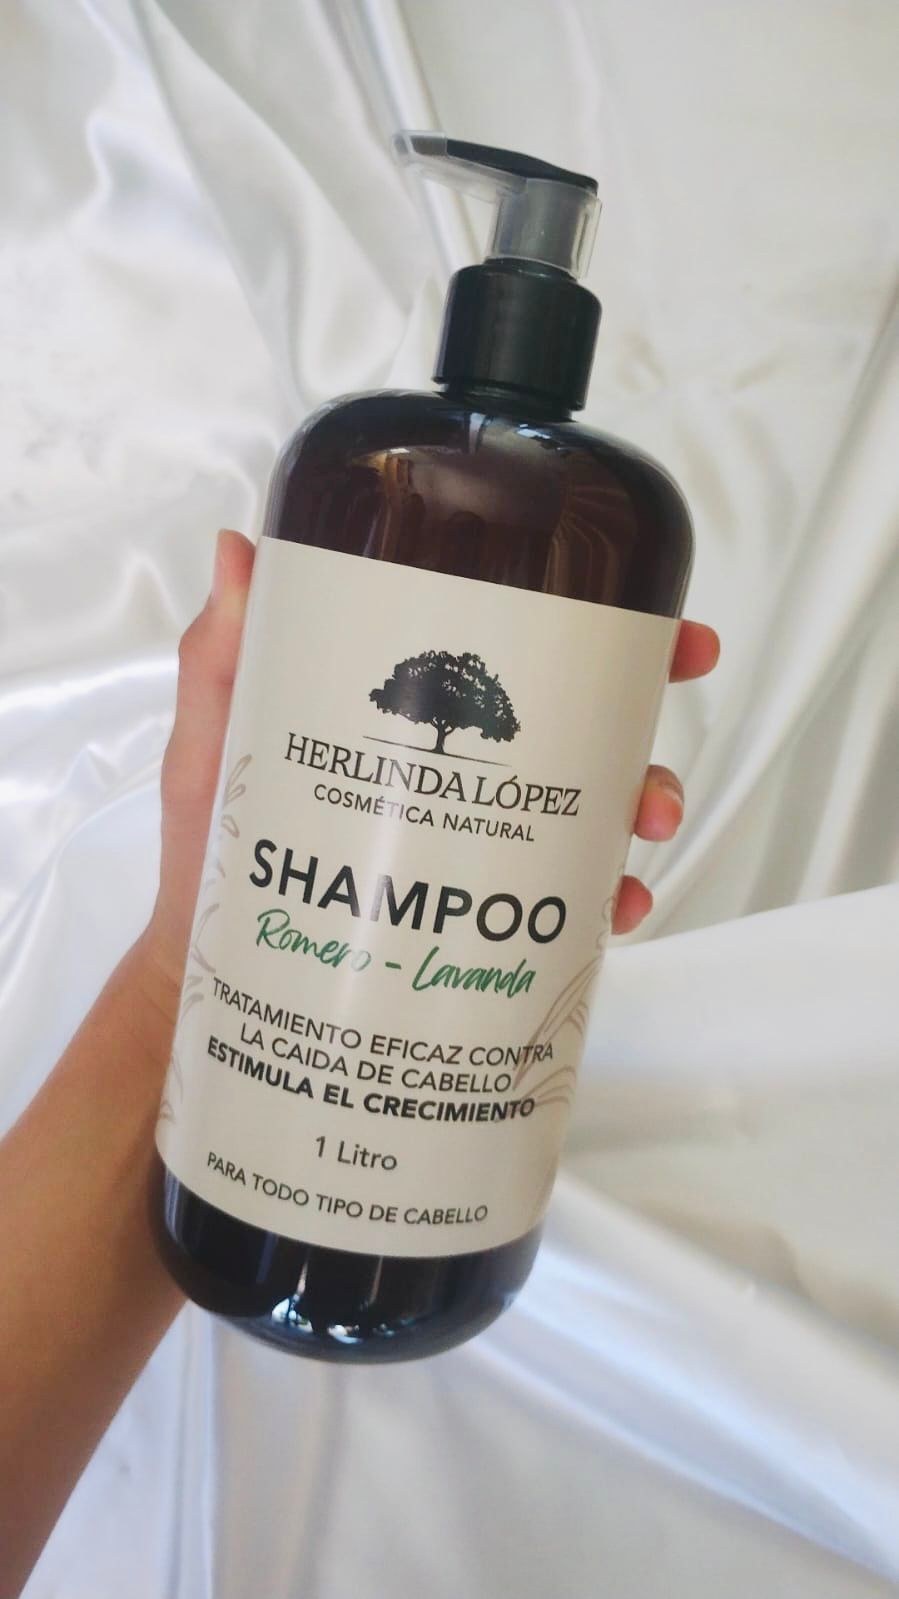 HERLINDA LÓPEZ
COSMÉTICA NATURAL
SHAMPOO
Romero - Lavanda
TRATAMIENTO EFICAZ CONTRA
LA CAIDA DE CABELLO
ESTIMULA EL CRECIMIENTO
1 Litro
PARA TODO TIPO DE CABELLO